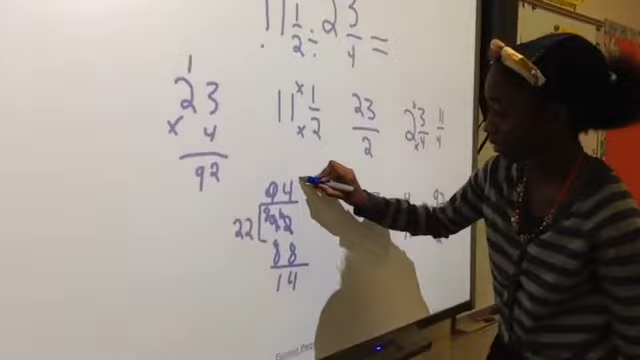 11 1/2 ÷ 2 3/4 =
1
23
x 4
92
11 x 1/x 2
23/2
2 x 3/x 4
11/4
94
22
88
14
92